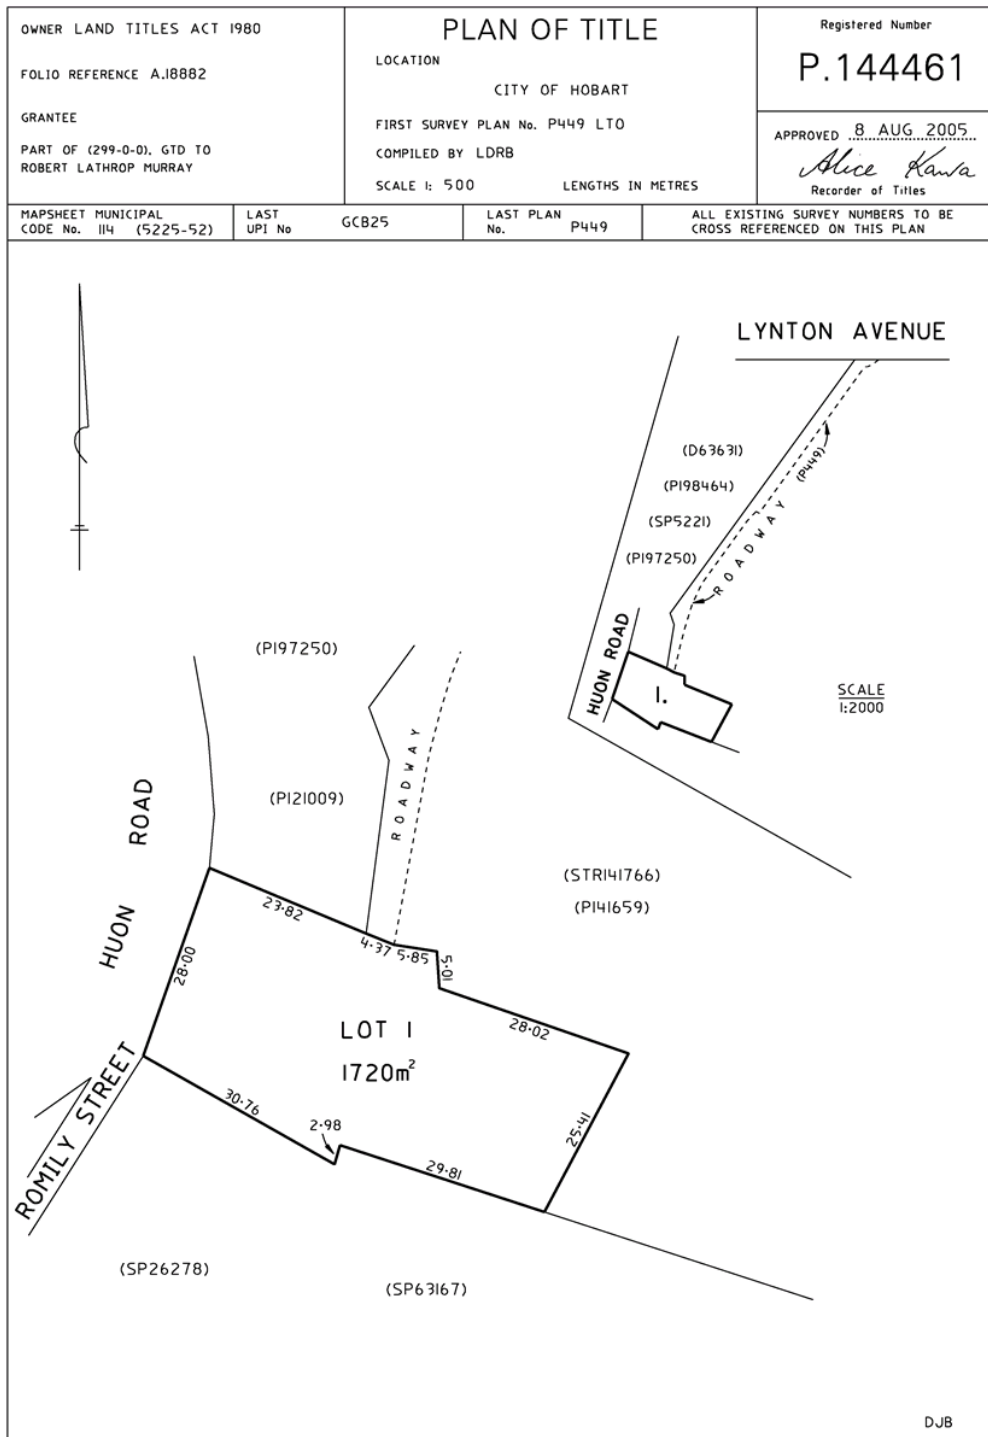 OWNER LAND TITLES ACT 1980
FOLIO REFERENCE A.18882
GRANTEE
PART OF (299-0-0). GTD TO
ROBERT LATHROP MURRAY
PLAN OF TITLE
LOCATION
CITY OF HOBART
FIRST SURVEY PLAN No. P449 LTO
COMPILED BY LDRB
SCALE 1: 500 LENGTHS IN METRES
Registered Number
P.144461
APPROVED 8 AUG 2005
Alice Kawa
Recorder of Titles
MAPSHEET MUNICIPAL
CODE No. 114 (5225-52)
LAST
UPI No GCB25
LAST PLAN
No. P449
ALL EXISTING SURVEY NUMBERS TO BE
CROSS REFERENCED ON THIS PLAN
LYNTON AVENUE
(D63631)
(P198464)
(SP5221)
(P197250)
(P449)
ROADWAY
HUON ROAD
1.
SCALE
1:2000
(P197250)
(P121009)
ROADWAY
HUON ROAD
(STR141766)
(P141659)
23·82
4·37
5·85
5·01
28·00
28·02
LOT 1
1720m²
ROMILY STREET
30·76
2·98
29·81
25·41
(SP26278)
(SP63167)
DJB